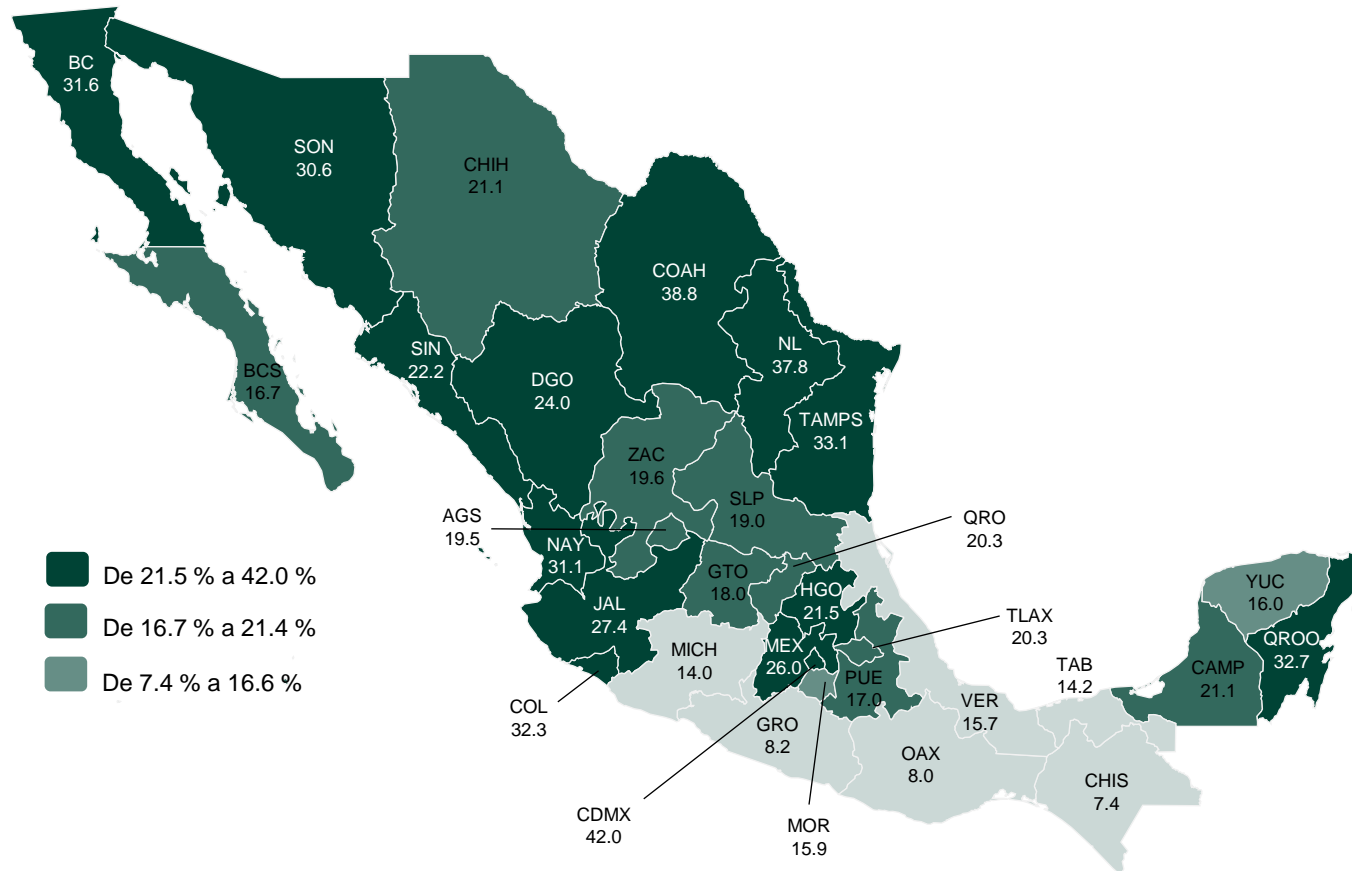 BC
31.6
SON
30.6
CHIH
21.1
COAH
38.8
NL
37.8
SIN
22.2
BCS
16.7
DGO
24.0
TAMPS
33.1
ZAC
19.6
SLP
19.0
AGS
19.5
QRO
20.3
NAY
31.1
GTO
18.0
HGO
21.5
JAL
27.4
TLAX
20.3
YUC
16.0
MICH
14.0
MEX
26.0
PUE
17.0
TAB
14.2
CAMP
21.1
QROO
32.7
COL
32.3
VER
15.7
GRO
8.2
OAX
8.0
CHIS
7.4
CDMX
42.0
MOR
15.9
De 21.5 % a 42.0 %
De 16.7 % a 21.4 %
De 7.4 % a 16.6 %